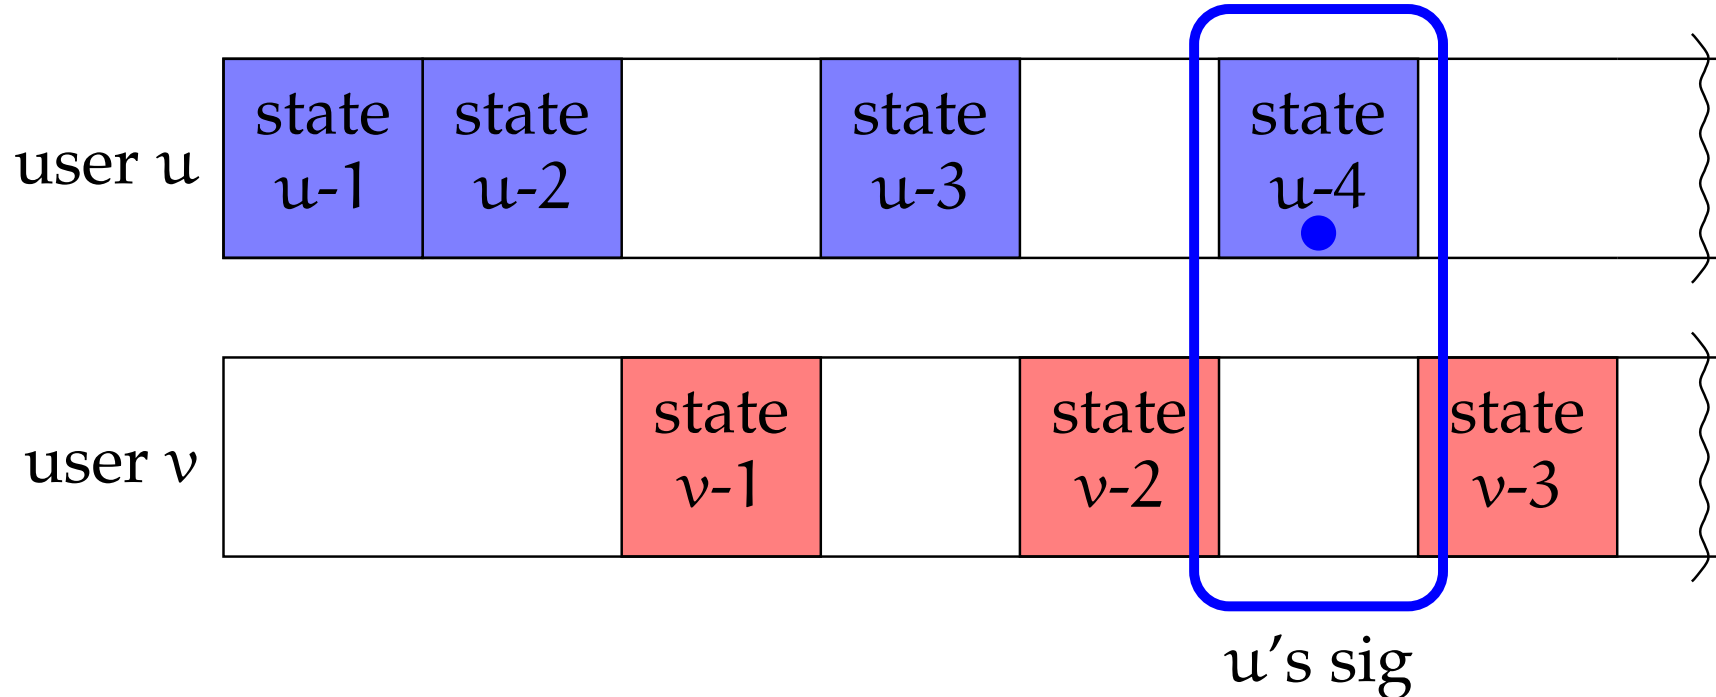 user u
state
u-1
state
u-2
state
u-3
state
u-4
user v
state
v-1
state
v-2
state
v-3
u's sig